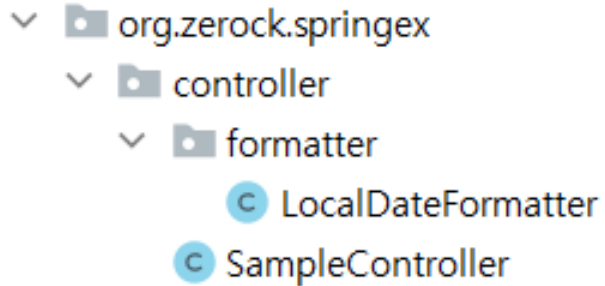 org.zerock.springex
controller
formatter
C LocalDateFormatter
C SampleController